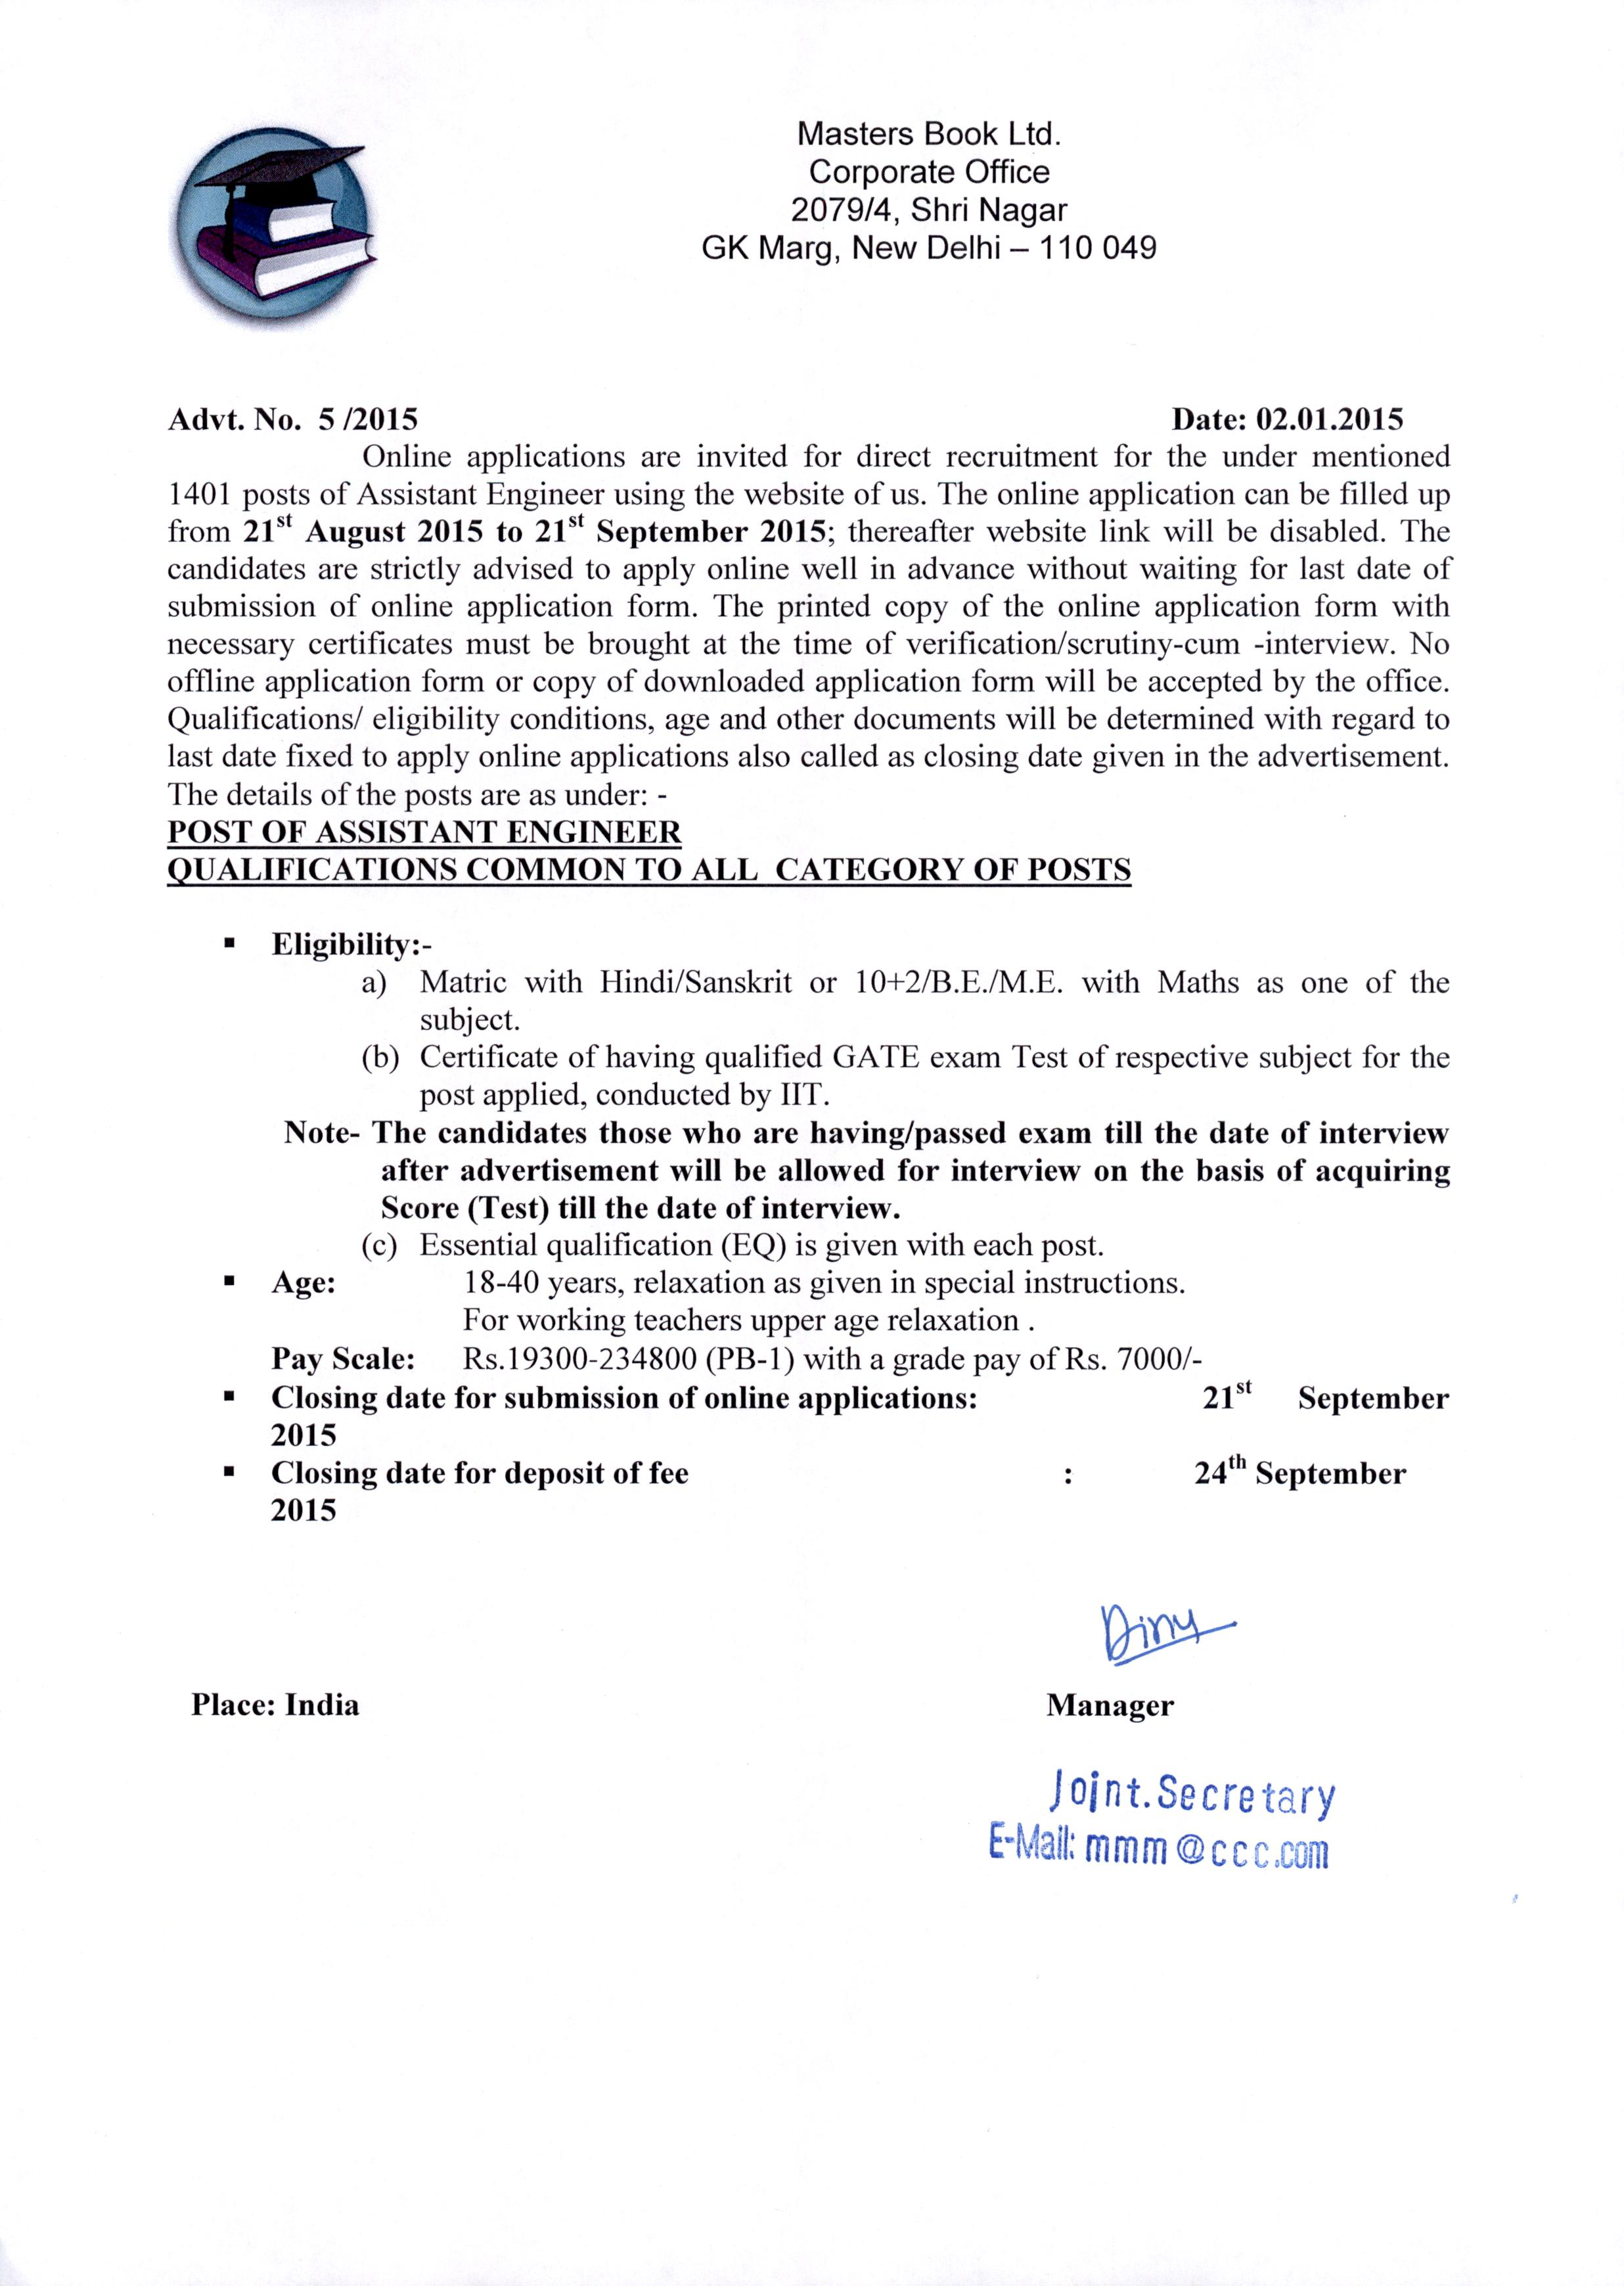 Masters Book Ltd.
Corporate Office
2079/4, Shri Nagar
GK Marg, New Delhi – 110 049
Advt. No. 5 /2015 Date: 02.01.2015
Online applications are invited for direct recruitment for the under mentioned
1401 posts of Assistant Engineer using the website of us. The online application can be filled up
from 21st August 2015 to 21st September 2015; thereafter website link will be disabled. The
candidates are strictly advised to apply online well in advance without waiting for last date of
submission of online application form. The printed copy of the online application form with
necessary certificates must be brought at the time of verification/scrutiny-cum -interview. No
offline application form or copy of downloaded application form will be accepted by the office.
Qualifications/ eligibility conditions, age and other documents will be determined with regard to
last date fixed to apply online applications also called as closing date given in the advertisement.
The details of the posts are as under: -
POST OF ASSISTANT ENGINEER
QUALIFICATIONS COMMON TO ALL CATEGORY OF POSTS
▪ Eligibility:-
a) Matric with Hindi/Sanskrit or 10+2/B.E./M.E. with Maths as one of the
subject.
(b) Certificate of having qualified GATE exam Test of respective subject for the
post applied, conducted by IIT.
Note- The candidates those who are having/passed exam till the date of interview
after advertisement will be allowed for interview on the basis of acquiring
Score (Test) till the date of interview.
(c) Essential qualification (EQ) is given with each post.
▪ Age: 18-40 years, relaxation as given in special instructions.
For working teachers upper age relaxation .
Pay Scale: Rs.19300-234800 (PB-1) with a grade pay of Rs. 7000/-
▪ Closing date for submission of online applications: 21st September
2015
▪ Closing date for deposit of fee : 24th September
2015
Place: India Manager
Joint.Secretary
E-Mail: mmm@ccc.com